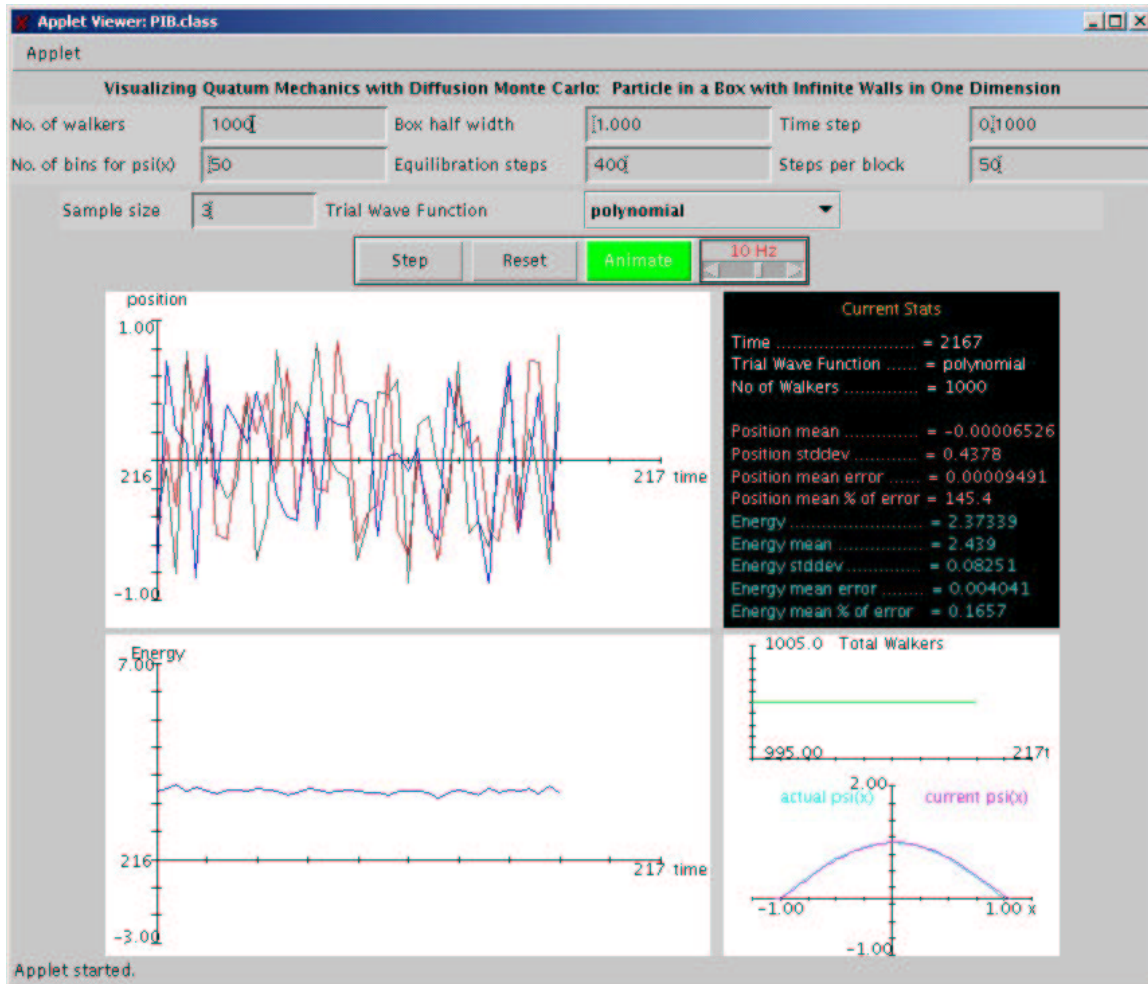 Applet Viewer: PIB.class
Applet
Visualizing Quatum Mechanics with Diffusion Monte Carlo: Particle in a Box with Infinite Walls in One Dimension
No. of walkers 1000 Box half width 1.000 Time step 0.1000
No. of bins for psi(x) 50 Equilibration steps 400 Steps per block 50
Sample size 3 Trial Wave Function polynomial
Step Reset Animate 10 Hz
position
1.00
216
217 time
-1.00
Current Stats
Time ........................... = 2167
Trial Wave Function ...... = polynomial
No of Walkers .............. = 1000
Position mean .............. = -0.00006526
Position stddev ............ = 0.4378
Position mean error ...... = 0.00009491
Position mean % of error = 145.4
Energy ........................ = 2.37339
Energy mean ............... = 2.439
Energy stddev .............. = 0.08251
Energy mean error ........ = 0.004041
Energy mean % of error = 0.1657
Energy
7.00
216
217 time
-3.00
1005.0 Total Walkers
995.00
217t
2.00
actual psi(x) current psi(x)
-1.00
1.00 x
-1.00
Applet started.